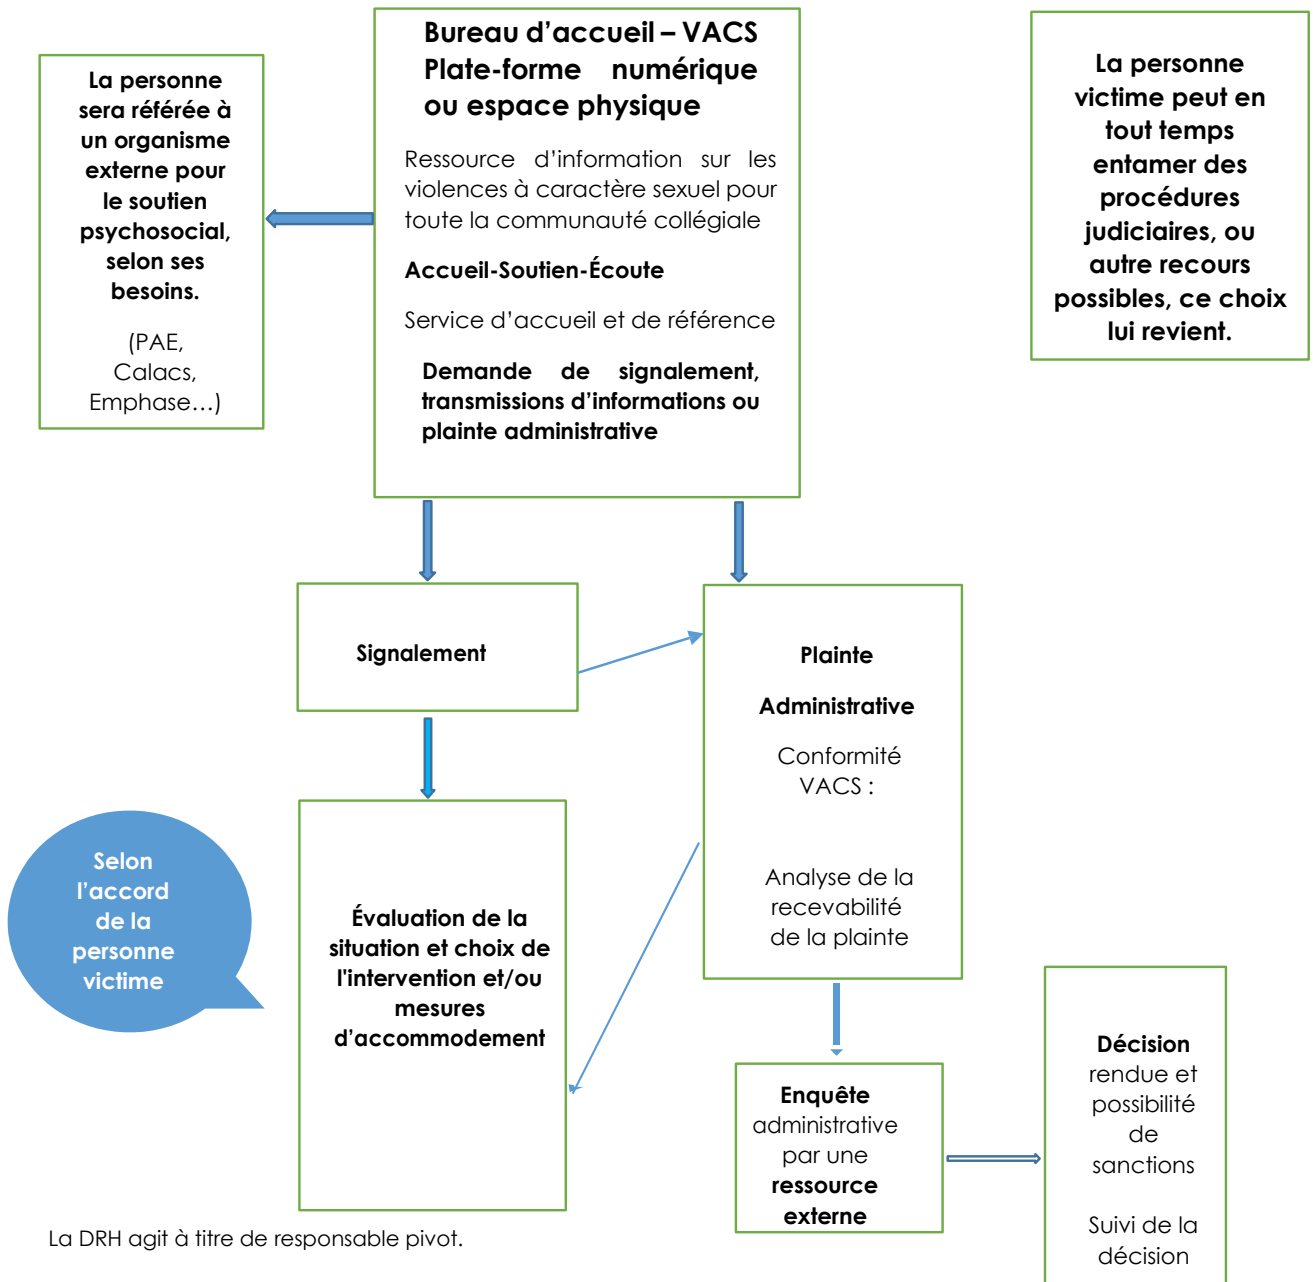 Bureau d'accueil – VACS
Plate-forme numérique
ou espace physique
Ressource d'information sur les
violences à caractère sexuel pour
toute la communauté collégiale
Accueil-Soutien-Écoute
Service d'accueil et de référence
Demande de signalement,
transmissions d'informations ou
plainte administrative
La personne
sera référée à
un organisme
externe pour
le soutien
psychosocial,
selon ses
besoins.
(PAE,
Calacs,
Emphase…)
La personne
victime peut en
tout temps
entamer des
procédures
judiciaires, ou
autre recours
possibles, ce choix
lui revient.
Signalement
Plainte
Administrative
Conformité
VACS :
Analyse de la
recevabilité
de la plainte
Selon
l'accord
de la
personne
victime
Évaluation de la
situation et choix de
l'intervention et/ou
mesures
d'accommodement
Enquête
administrative
par une
ressource
externe
Décision
rendue et
possibilité
de
sanctions
Suivi de la
décision
La DRH agit à titre de responsable pivot.